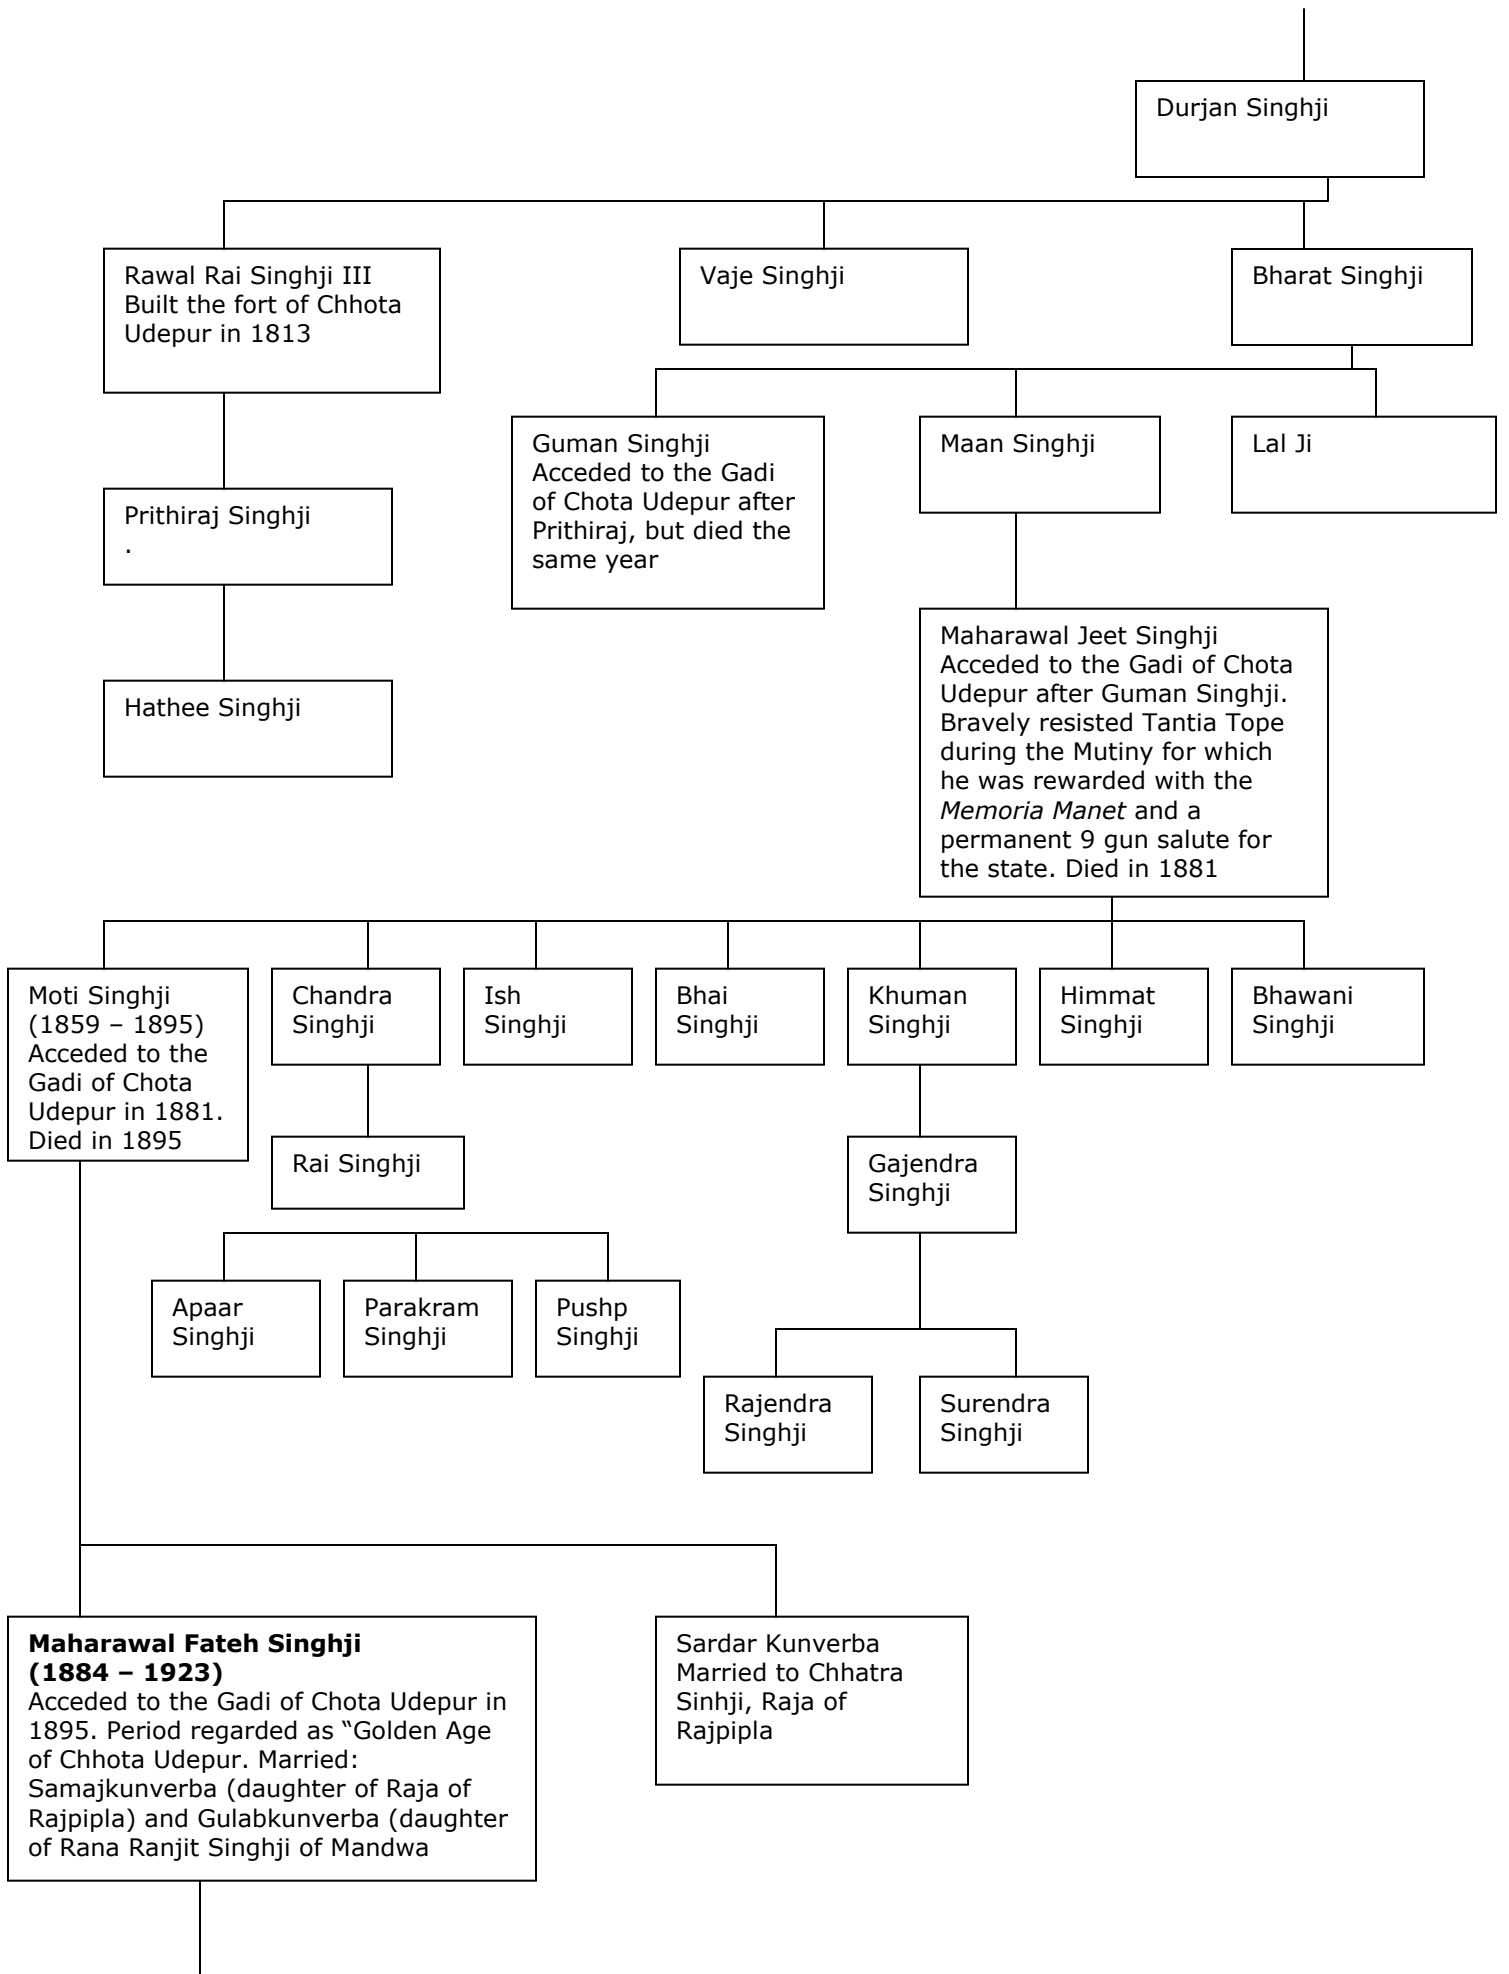 Durjan Singhji
Rawal Rai Singhji III
Built the fort of Chhota
Udepur in 1813
Vaje Singhji
Bharat Singhji
Guman Singhji
Acceded to the Gadi
of Chota Udepur after
Prithiraj, but died the
same year
Maan Singhji
Lal Ji
Prithiraj Singhji
.
Hathee Singhji
Maharawal Jeet Singhji
Acceded to the Gadi of Chota
Udepur after Guman Singhji.
Bravely resisted Tantia Tope
during the Mutiny for which
he was rewarded with the
Memoria Manet and a
permanent 9 gun salute for
the state. Died in 1881
Moti Singhji
(1859 – 1895)
Acceded to the
Gadi of Chota
Udepur in 1881.
Died in 1895
Chandra
Singhji
Ish
Singhji
Bhai
Singhji
Khuman
Singhji
Himmat
Singhji
Bhawani
Singhji
Rai Singhji
Gajendra
Singhji
Apaar
Singhji
Parakram
Singhji
Pushp
Singhji
Rajendra
Singhji
Surendra
Singhji
Maharawal Fateh Singhji
(1884 – 1923)
Acceded to the Gadi of Chota Udepur in
1895. Period regarded as “Golden Age
of Chhota Udepur. Married:
Samajkunverba (daughter of Raja of
Rajpipla) and Gulabkunverba (daughter
of Rana Ranjit Singhji of Mandwa
Sardar Kunverba
Married to Chhatra
Sinhji, Raja of
Rajpipla